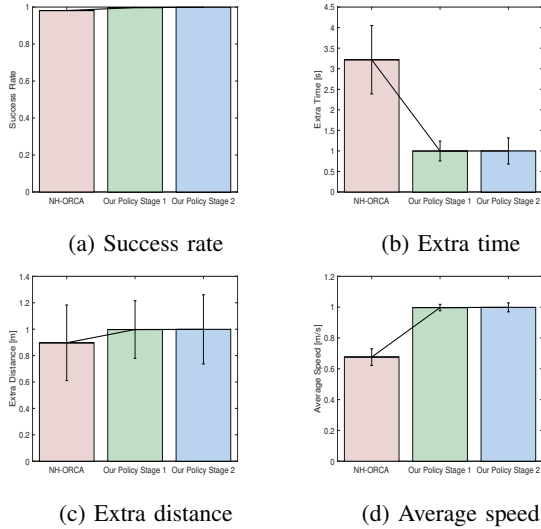 1
0.8
0.6
0.4
0.2
0
Success Rate
NH-ORCA Our Policy Stage 1 Our Policy Stage 2
(a) Success rate
4.5
4
3.5
3
2.5
2
1.5
1
0.5
0
Extra Time [s]
NH-ORCA Our Policy Stage 1 Our Policy Stage 2
(b) Extra time
1.4
1.2
1
0.8
0.6
0.4
0.2
0
Extra Distance [m]
NH-ORCA Our Policy Stage 1 Our Policy Stage 2
(c) Extra distance
1.2
1
0.8
0.6
0.4
0.2
0
Average Speed [m/s]
NH-ORCA Our Policy Stage 1 Our Policy Stage 2
(d) Average speed